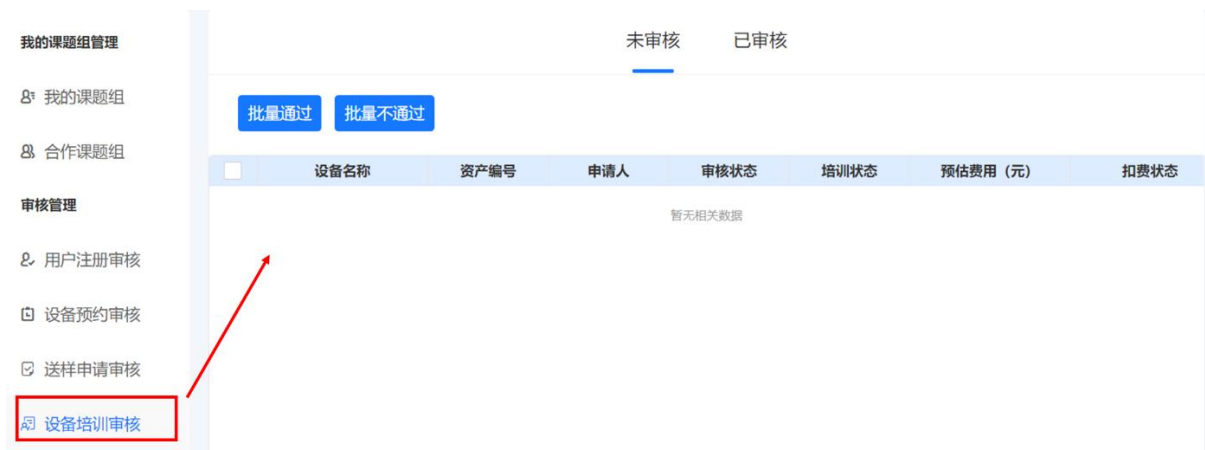 我的课题组管理
我的课题组
合作课题组
审核管理
用户注册审核
设备预约审核
送样申请审核
设备培训审核
未审核 已审核
批量通过 批量不通过
设备名称 资产编号 申请人 审核状态 培训状态 预估费用（元） 扣费状态
暂无相关数据